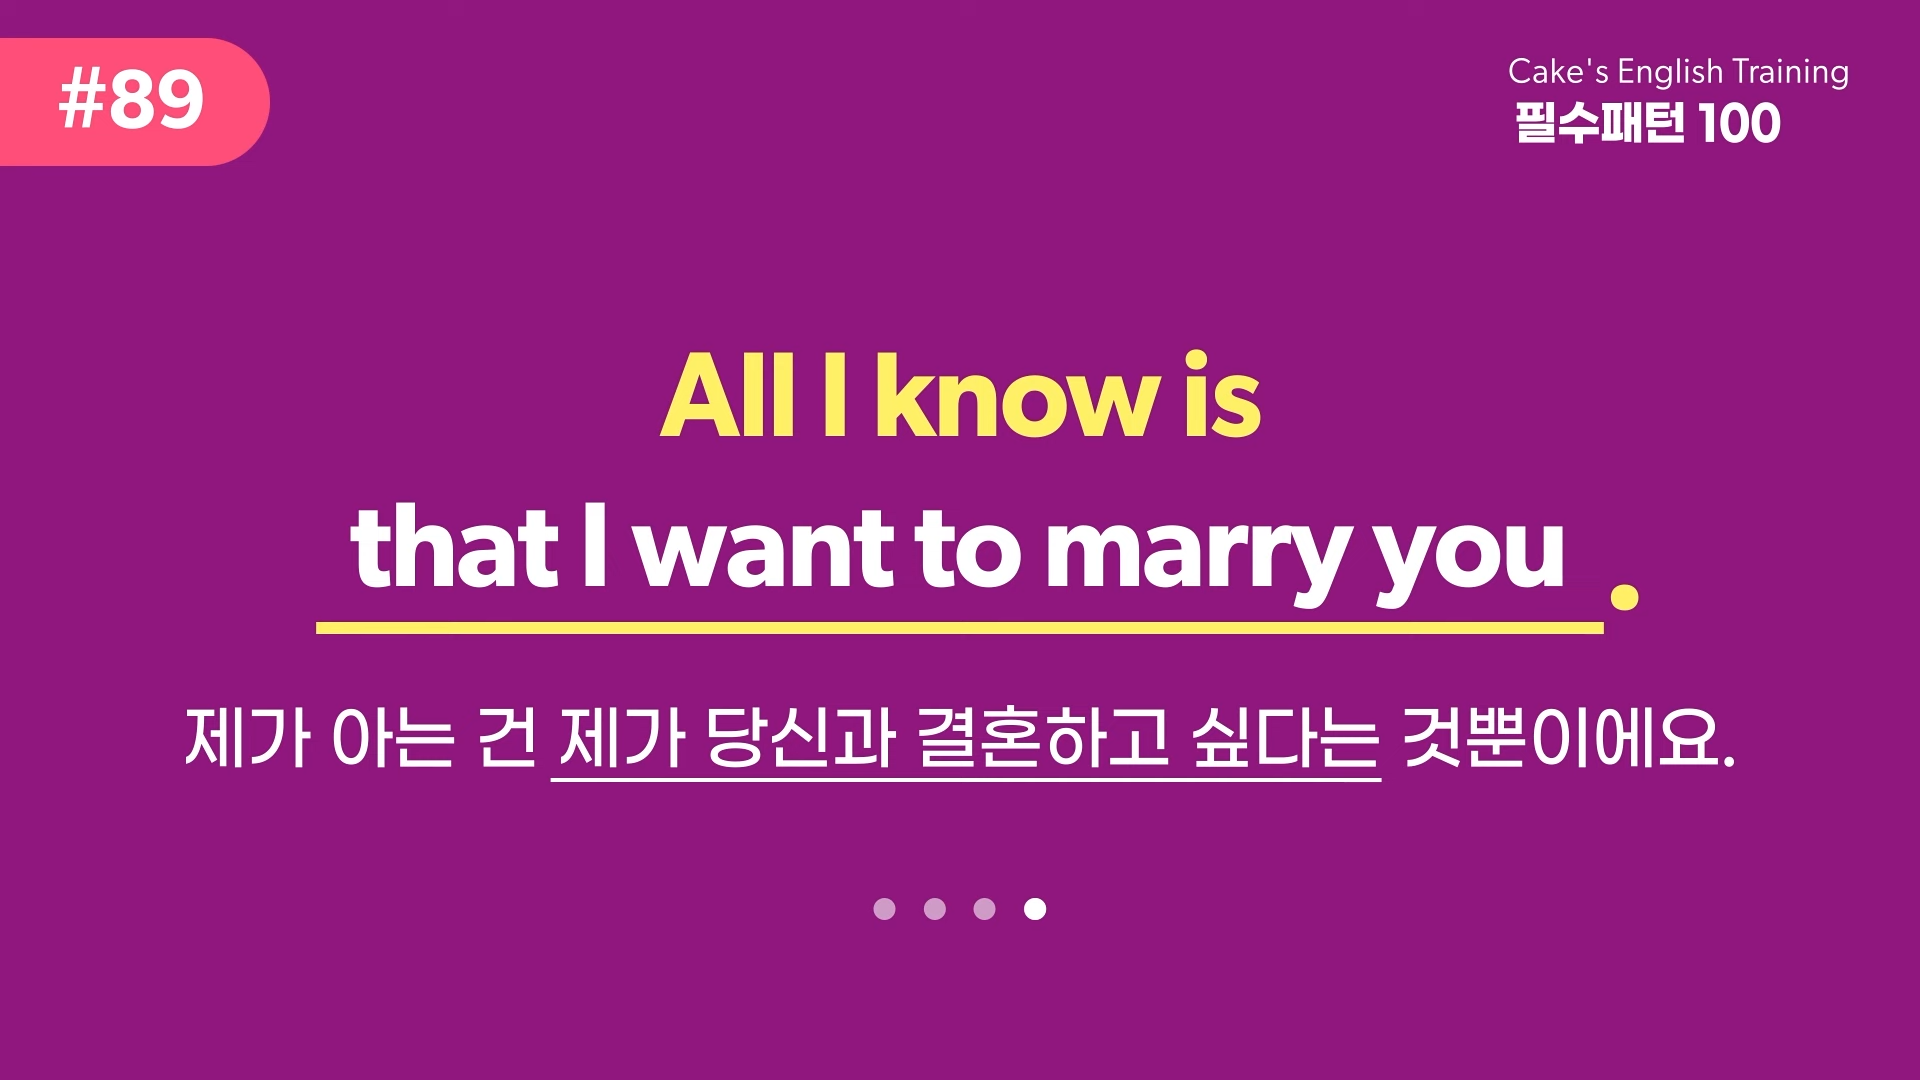 #89
Cake's English Training
필수패턴 100
All I know is
that I want to marry you.
제가 아는 건 제가 당신과 결혼하고 싶다는 것뿐이에요.